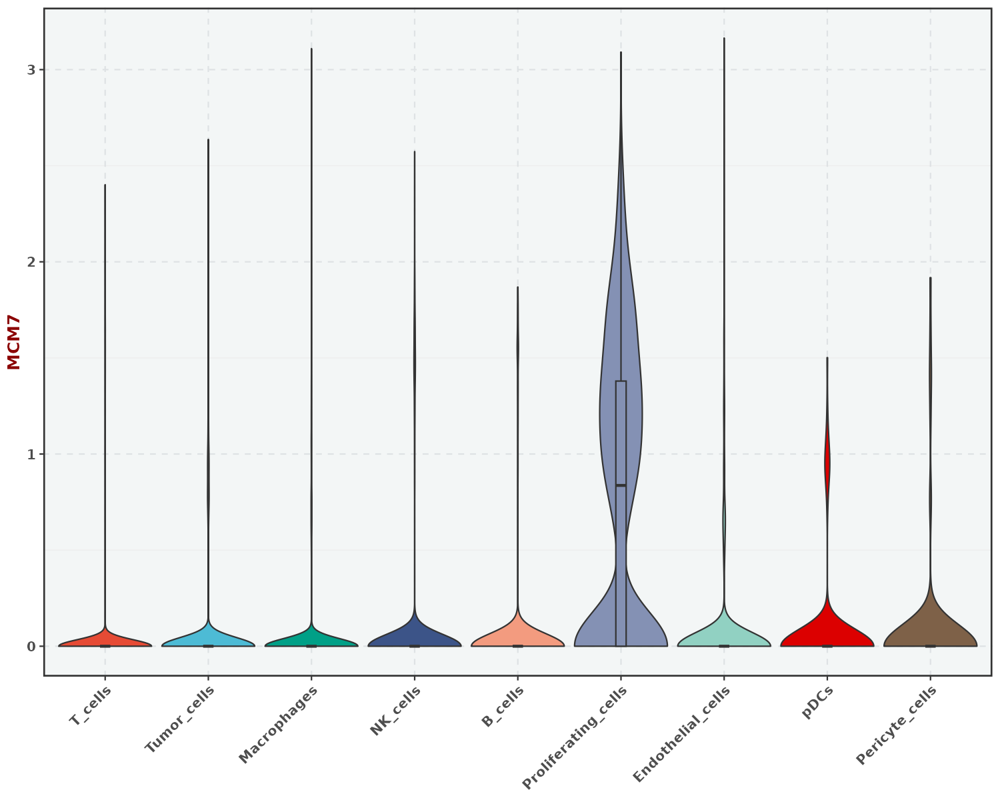 MCM7
3
2
1
0
T_cells
Tumor_cells
Macrophages
NK_cells
B_cells
Proliferating_cells
Endothelial_cells
pDCs
Pericyte_cells